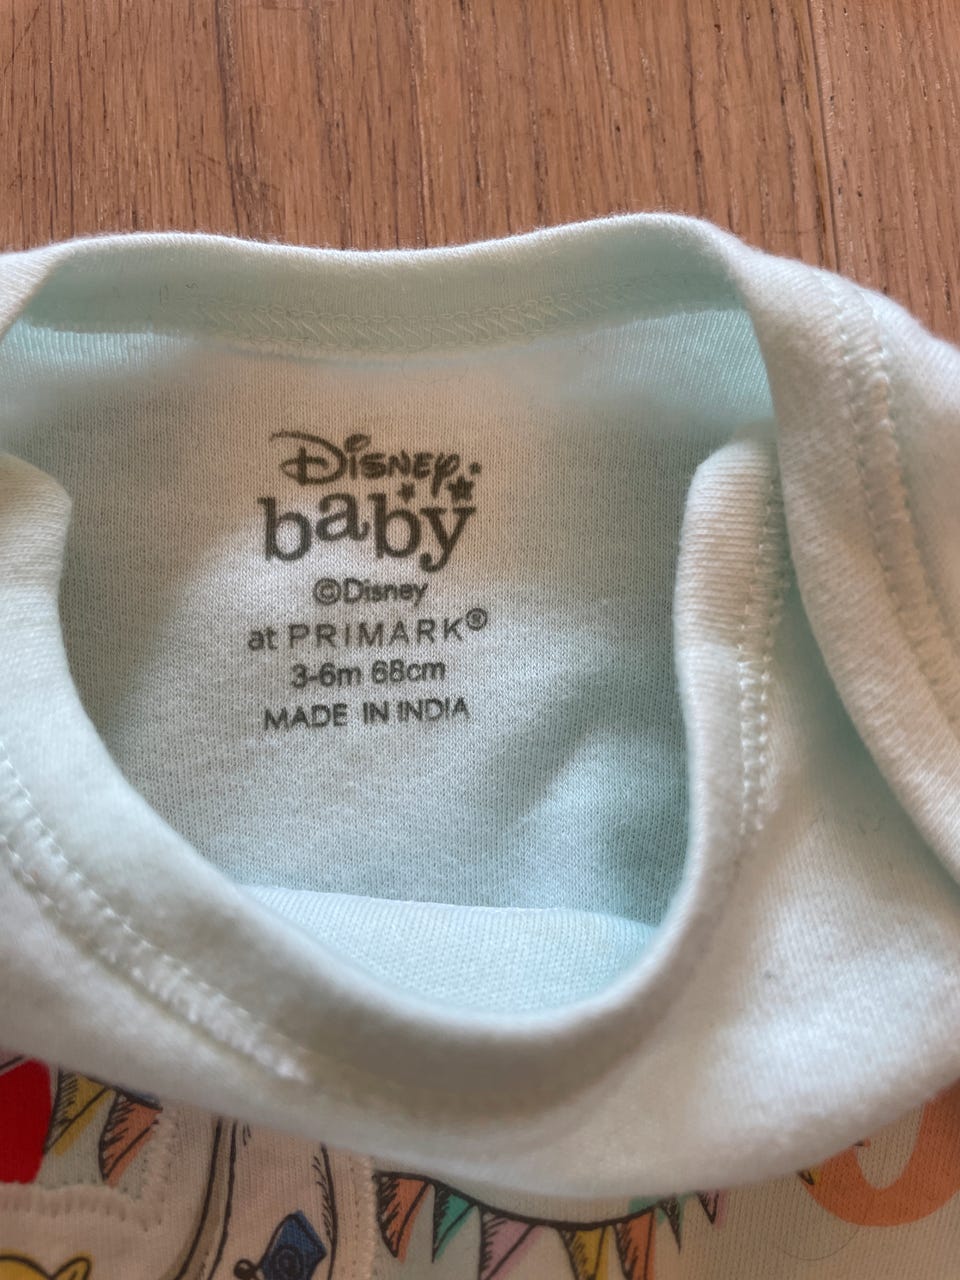 Disney
baby
©Disney
at PRIMARK®
3-6m 68cm
MADE IN INDIA